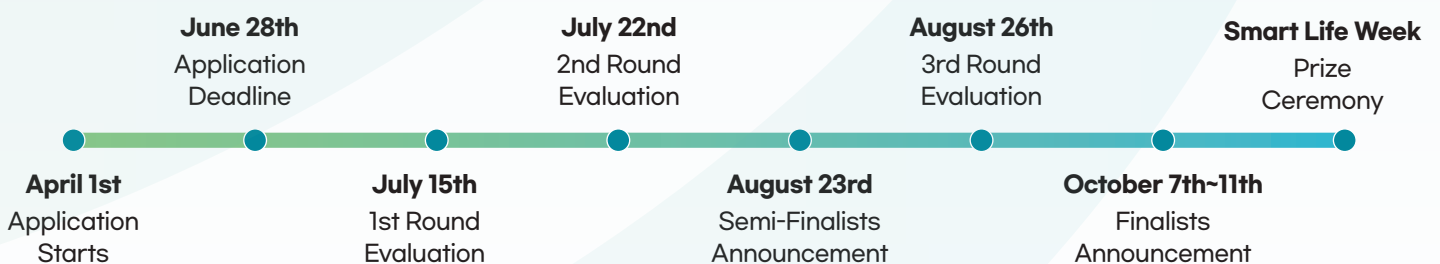 April 1st
Application
Starts
June 28th
Application
Deadline
July 15th
1st Round
Evaluation
July 22nd
2nd Round
Evaluation
August 23rd
Semi-Finalists
Announcement
August 26th
3rd Round
Evaluation
October 7th~11th
Finalists
Announcement
Smart Life Week
Prize
Ceremony